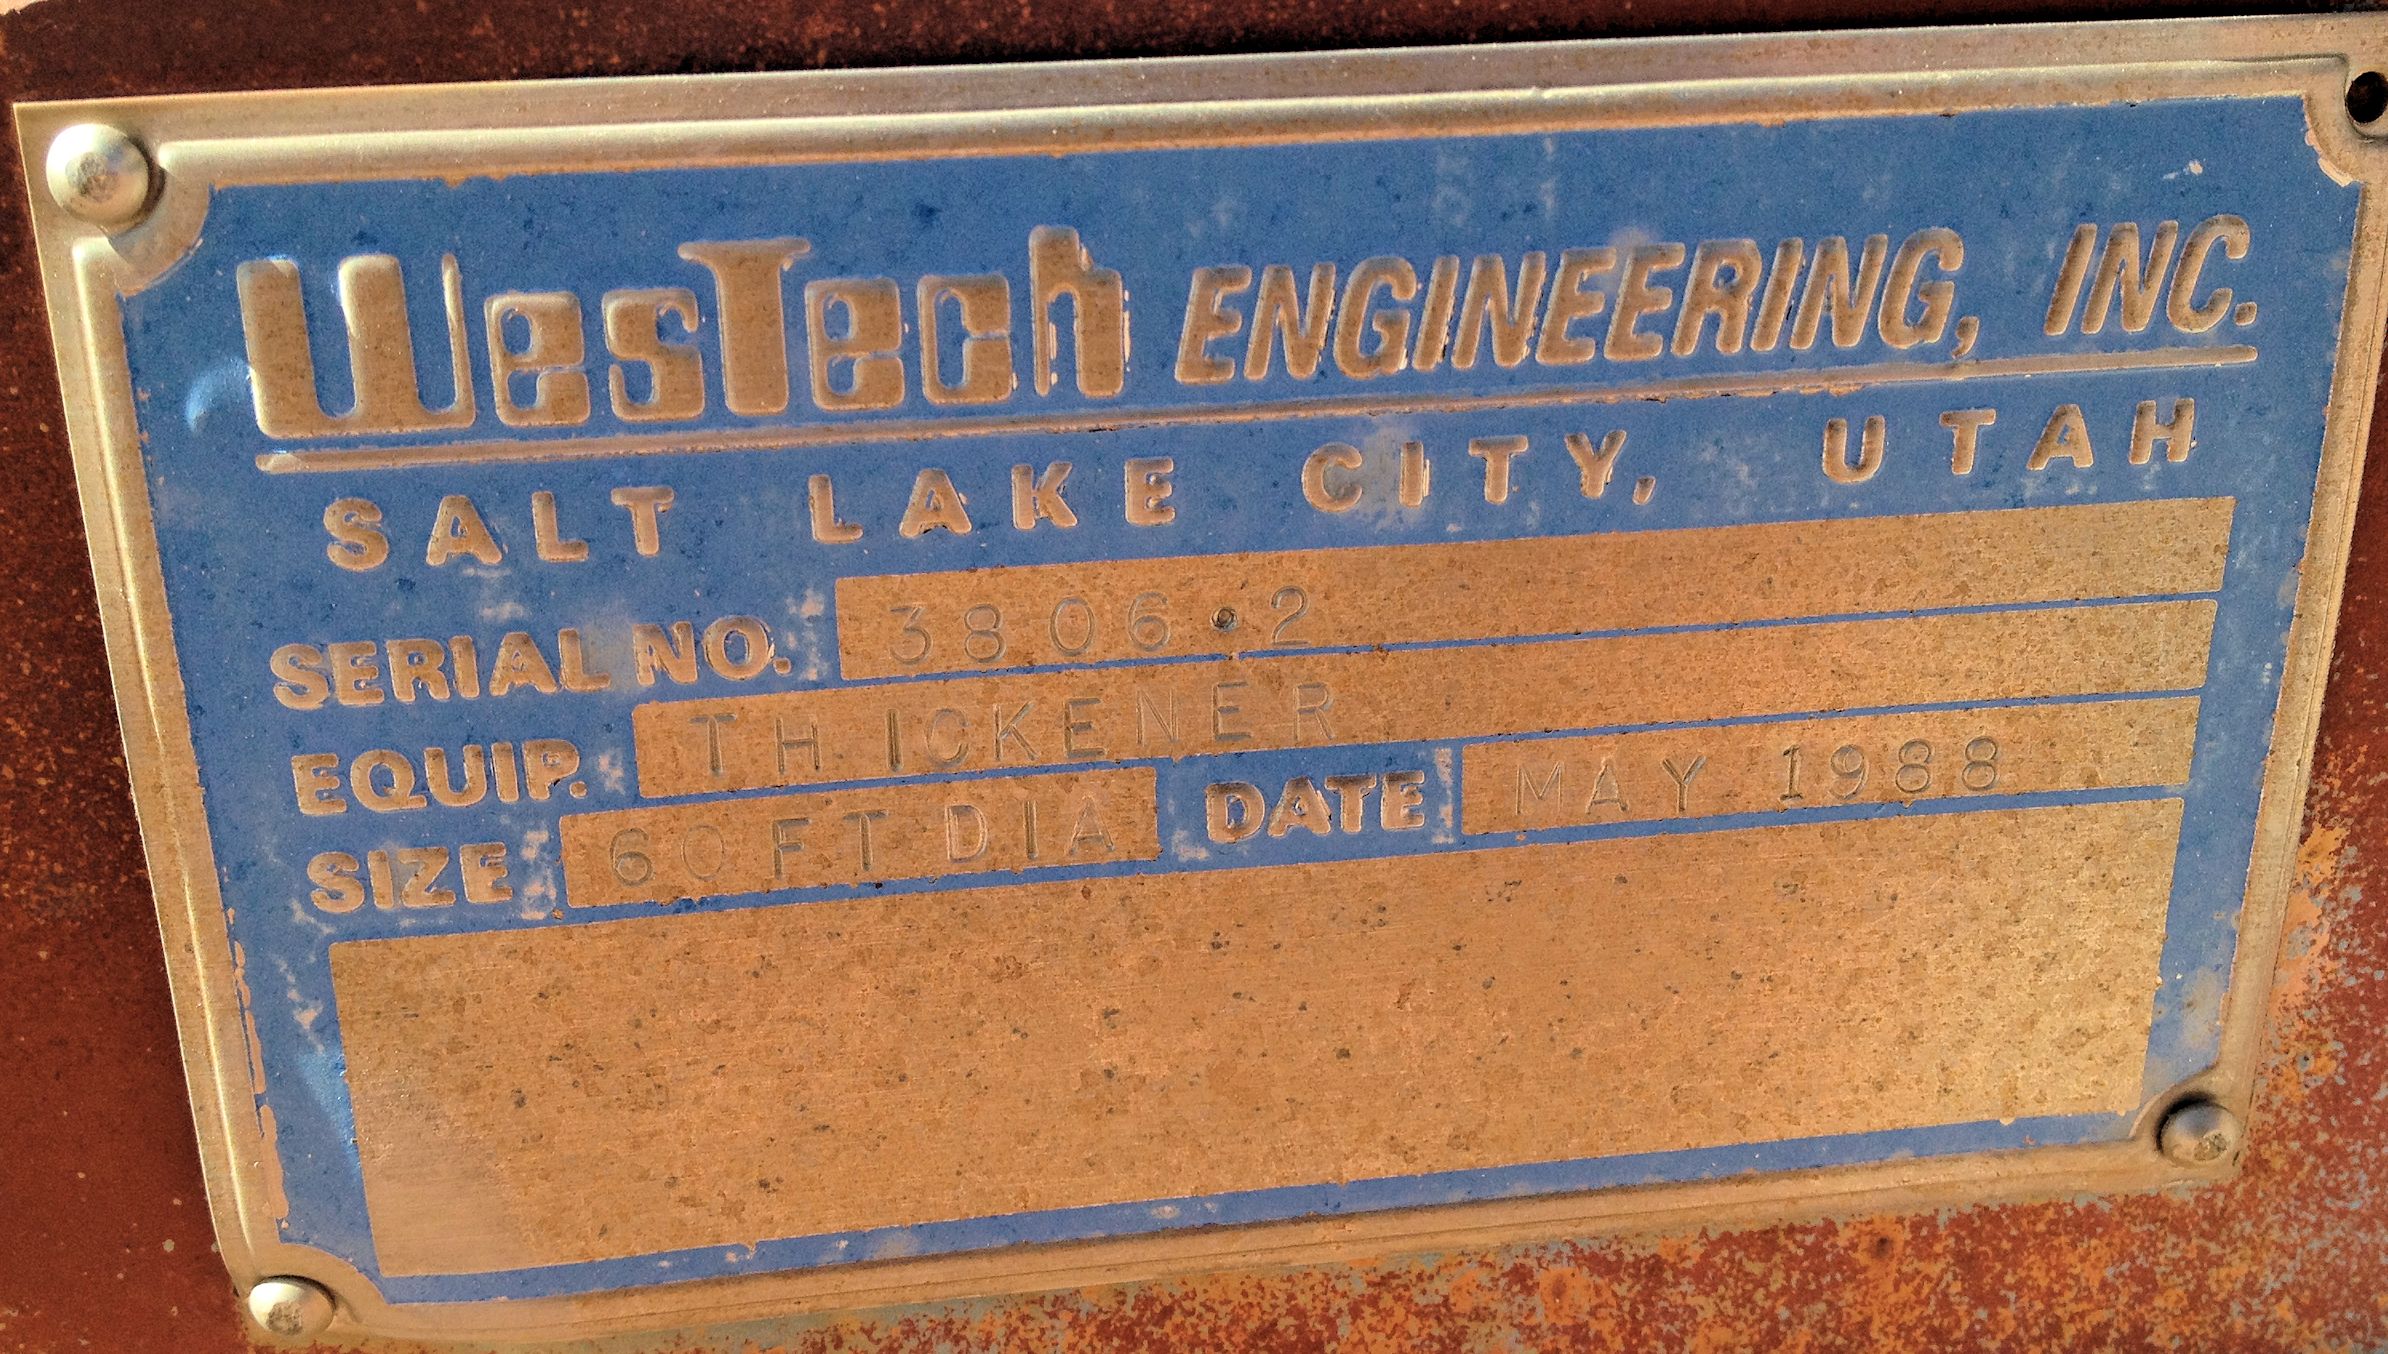 WesTech ENGINEERING, INC.
SALT LAKE CITY, UTAH
SERIAL NO. 3806·2
EQUIP. THICKENER
SIZE 60 FT DIA DATE MAY 1988